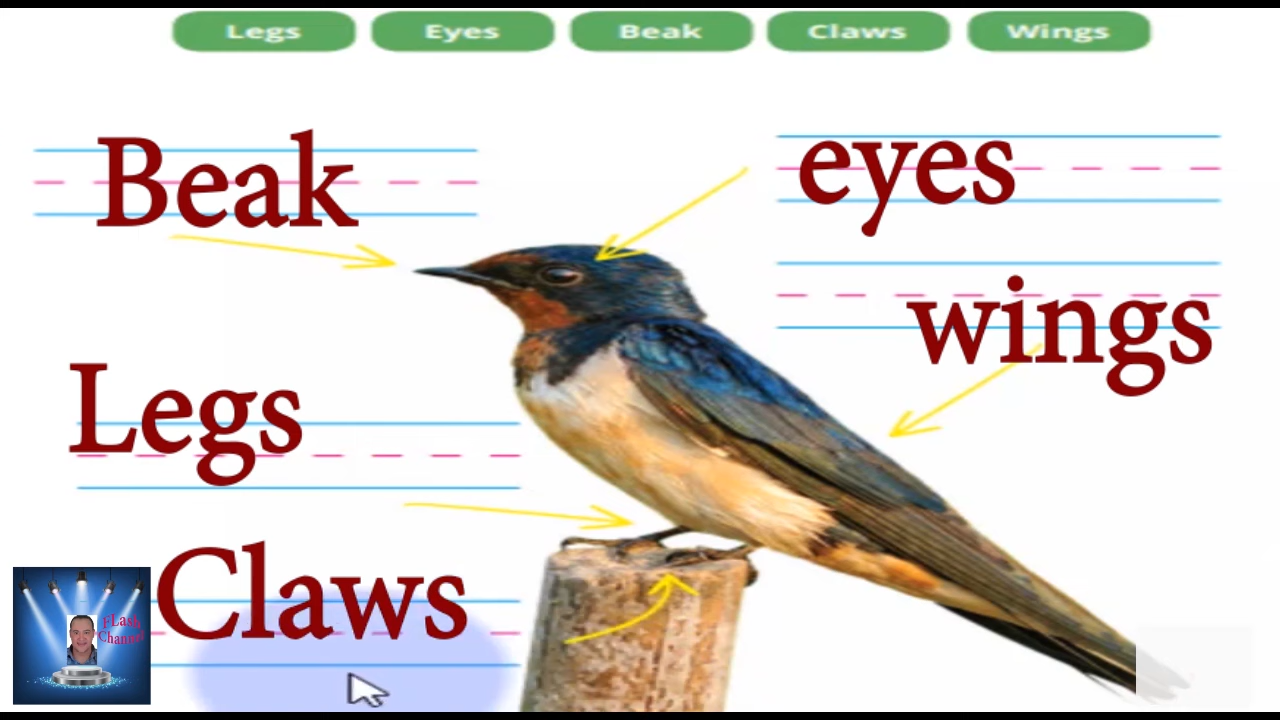 Legs Eyes Beak Claws Wings
Beak
eyes
wings
Legs
Claws
FLash
Channel